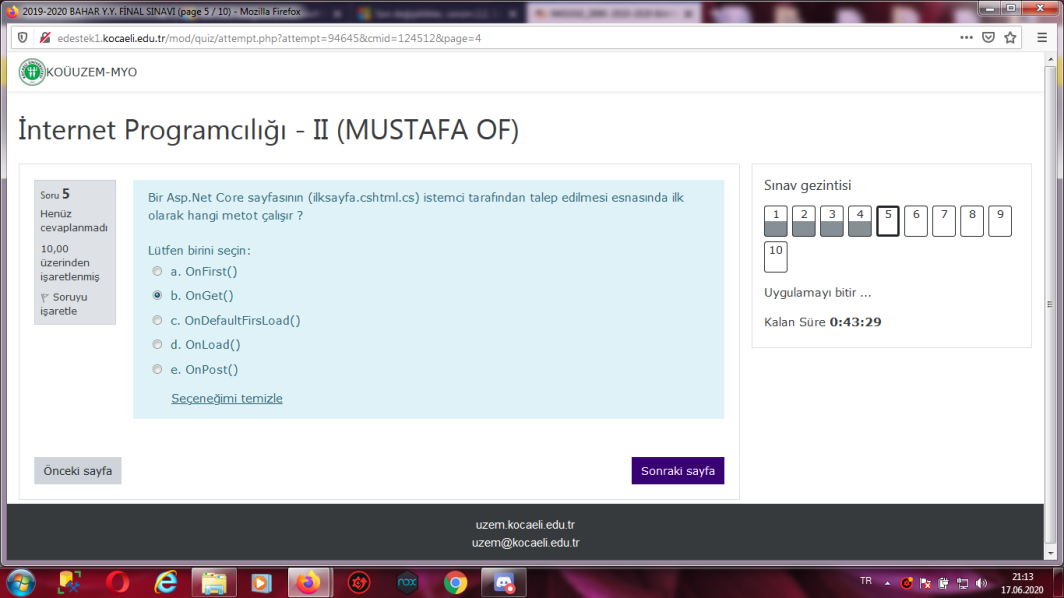 2019-2020 BAHAR Y.Y. FİNAL SINAVI (page 5 / 10) - Mozilla Firefox
edestek1.kocaeli.edu.tr/mod/quiz/attempt.php?attempt=94645&cmid=124512&page=4
KOÜUZEM-MYO
İnternet Programcılığı - II (MUSTAFA OF)
Soru 5
Henüz
cevaplanmadı
10,00
üzerinden
işaretlenmiş
Soruyu
işaretle
Bir Asp.Net Core sayfasının (ilksayfa.cshtml.cs) istemci tarafından talep edilmesi esnasında ilk
olarak hangi metot çalışır ?
Lütfen birini seçin:
a. OnFirst()
b. OnGet()
c. OnDefaultFirsLoad()
d. OnLoad()
e. OnPost()
Seçeneğimi temizle
Önceki sayfa
Sonraki sayfa
Sınav gezintisi
1 2 3 4 5 6 7 8 9
10
Uygulamayı bitir ...
Kalan Süre 0:43:29
uzem.kocaeli.edu.tr
uzem@kocaeli.edu.tr
nox
TR
21:13
17.06.2020